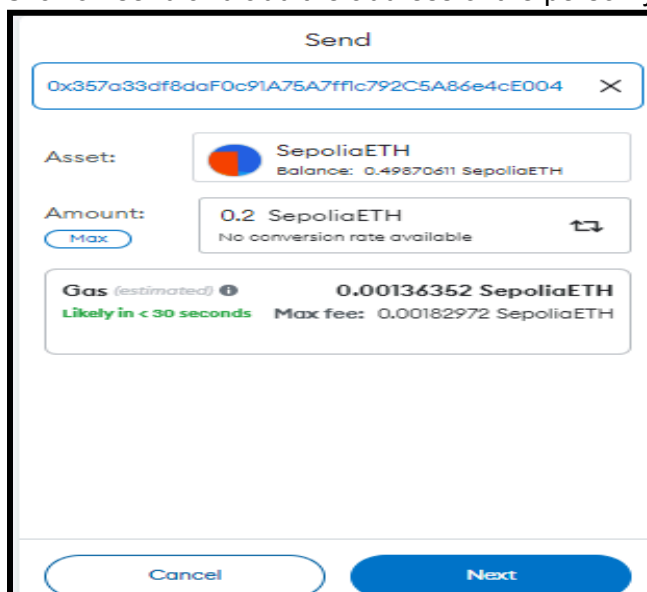 Send
0x357a33df8daF0c91A75A7ff1c792C5A86e4cE004
Asset:
SepoliaETH
Balance: 0.49870611 SepoliaETH
Amount:
Max
0.2 SepoliaETH
No conversion rate available
Gas (estimated) 0.00136352 SepoliaETH
Likely in < 30 seconds Max fee: 0.00182972 SepoliaETH
Cancel
Next